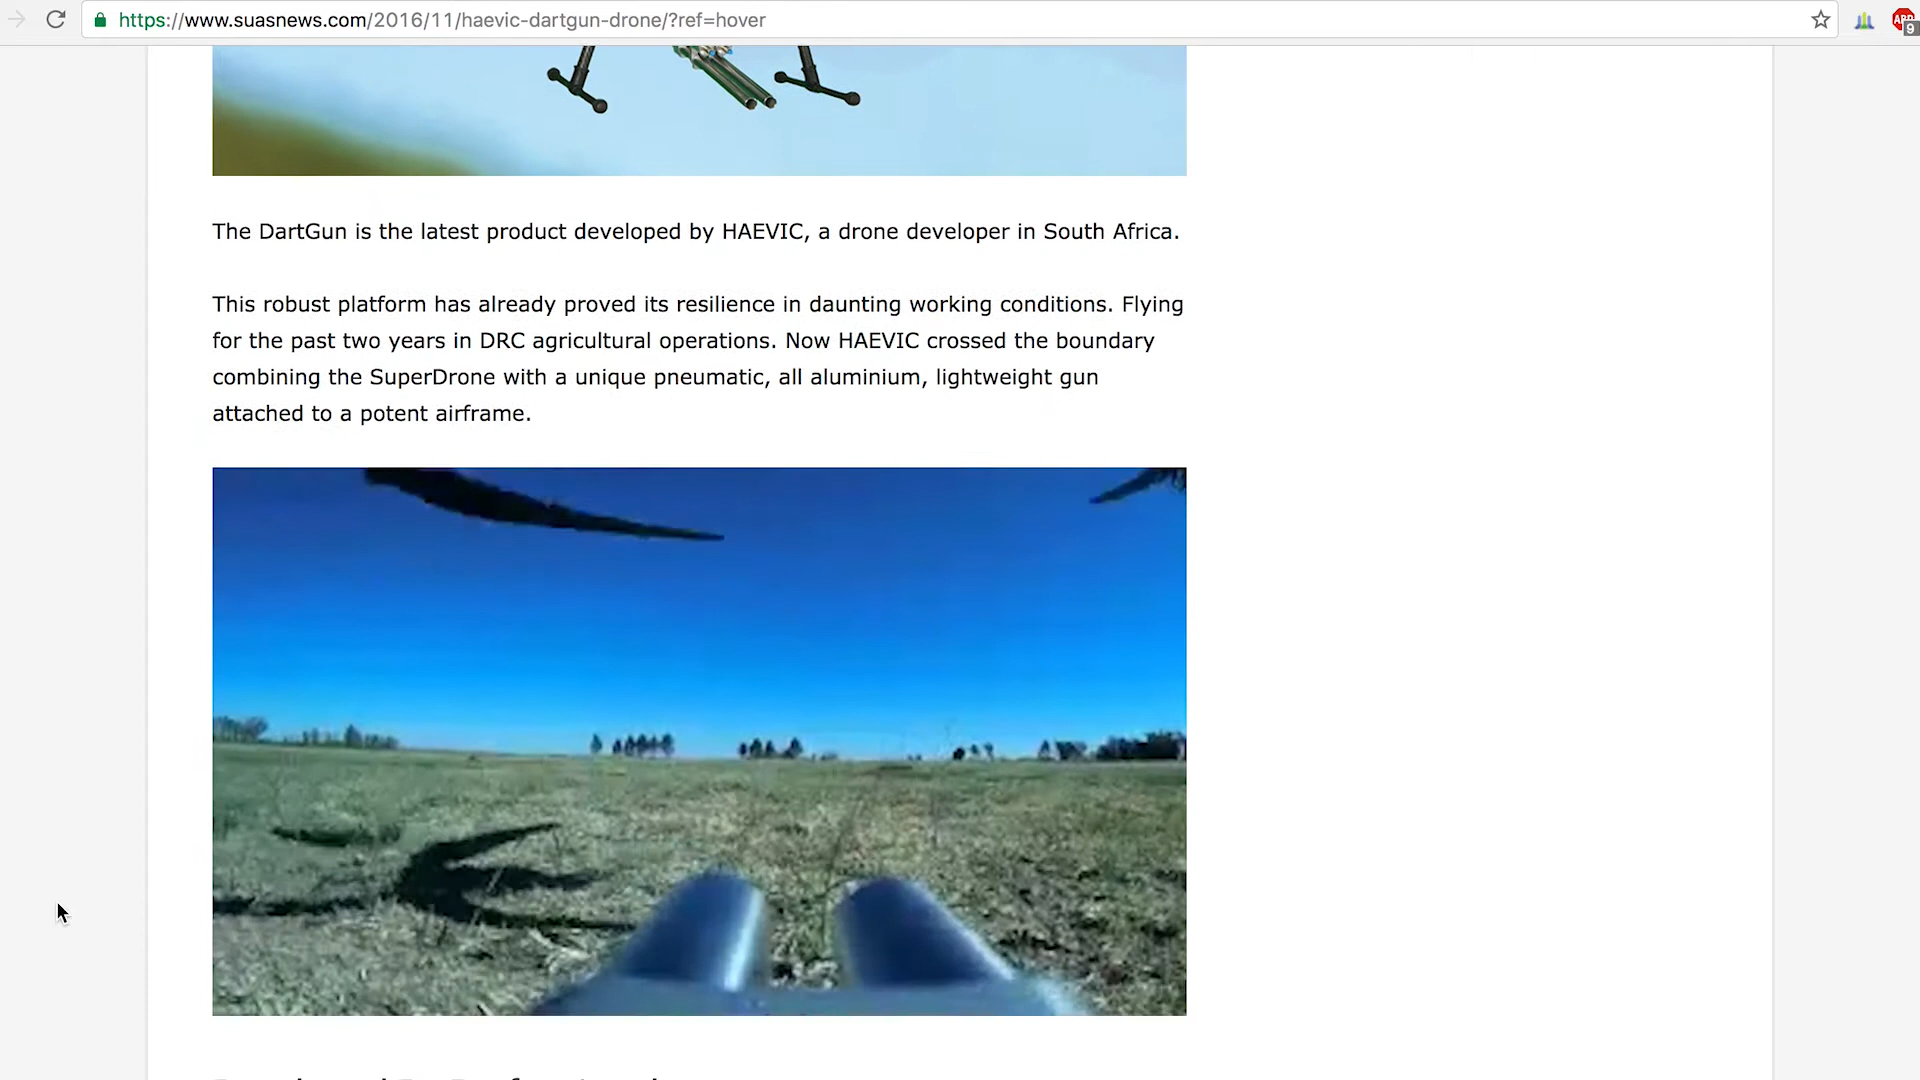 https://www.suasnews.com/2016/11/haevic-dartgun-drone/?ref=hover
9
The DartGun is the latest product developed by HAEVIC, a drone developer in South Africa.
This robust platform has already proved its resilience in daunting working conditions. Flying
for the past two years in DRC agricultural operations. Now HAEVIC crossed the boundary
combining the SuperDrone with a unique pneumatic, all aluminium, lightweight gun
attached to a potent airframe.